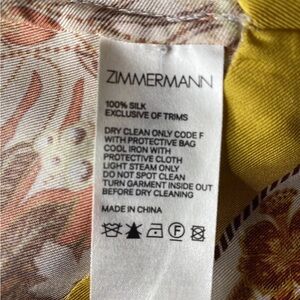 ZIMMERMANN
100% SILK
EXCLUSIVE OF TRIMS
DRY CLEAN ONLY CODE F
WITH PROTECTIVE BAG
COOL IRON WITH
PROTECTIVE CLOTH
LIGHT STEAM ONLY
DO NOT SPOT CLEAN
TURN GARMENT INSIDE OUT
BEFORE DRY CLEANING
MADE IN CHINA
F